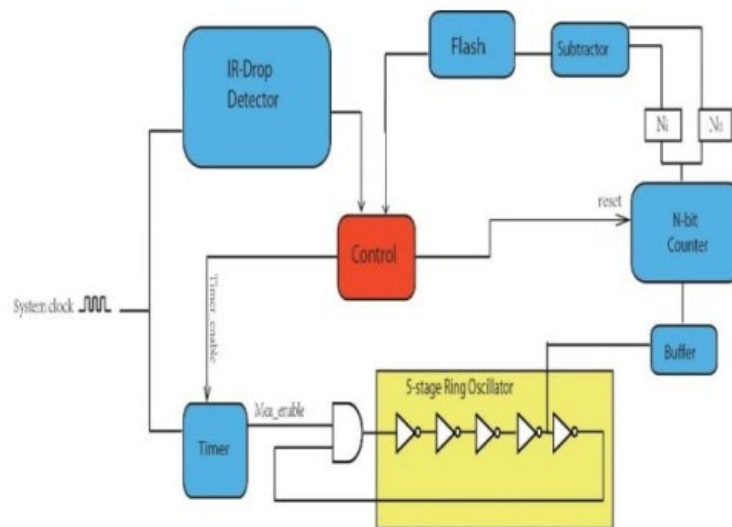 IR-Drop
Detector
Flash
Subtractor
N₁
N₀
reset
N-bit
Counter
Control
System clock
Timer_enable
Buffer
5-stage Ring Oscillator
Mea_enable
Timer